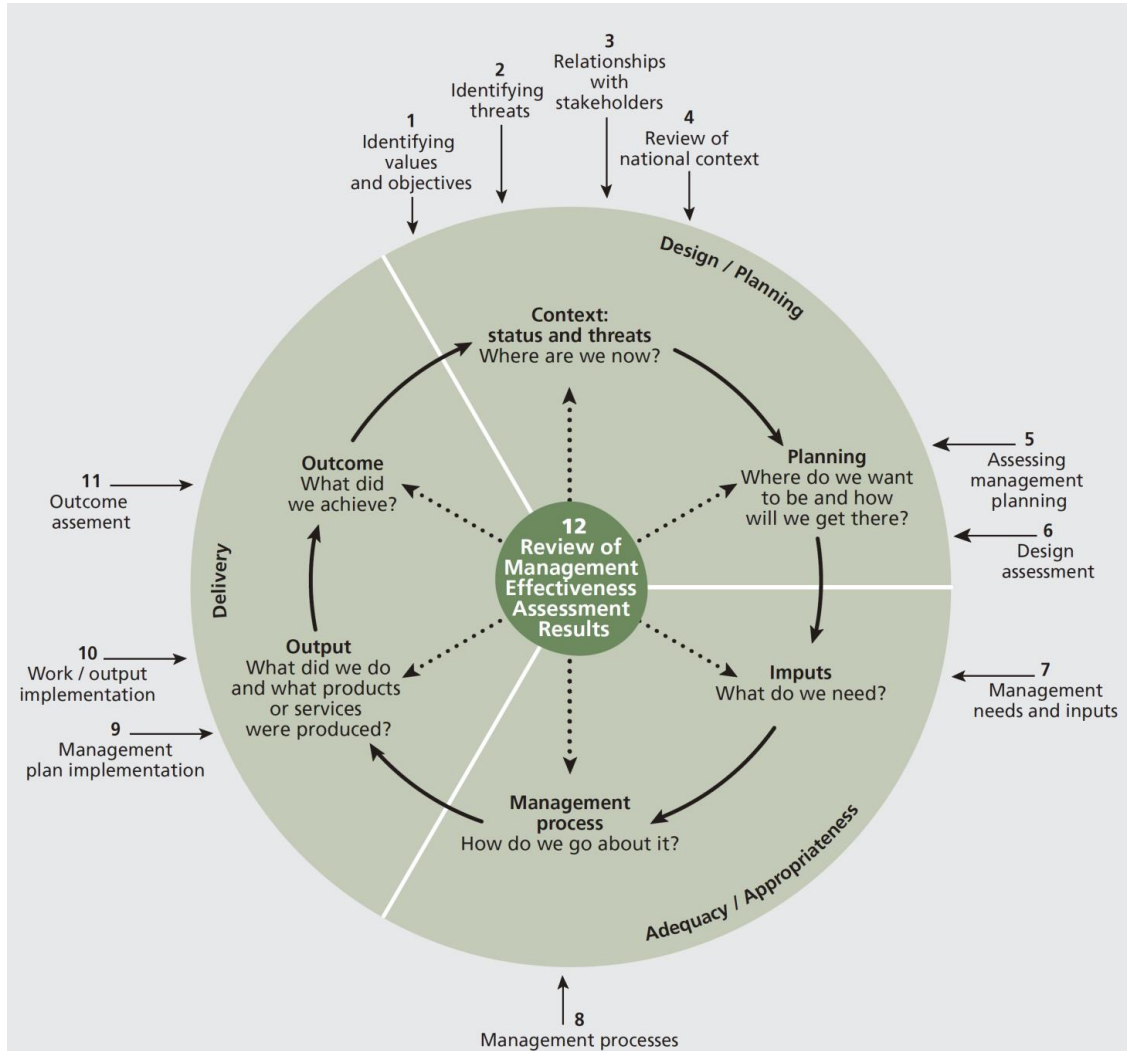 1
Identifying
values
and objectives
2
Identifying
threats
3
Relationships
with
stakeholders
4
Review of
national context
Design / Planning
Context:
status and threats
Where are we now?
Planning
Where do we want
to be and how
will we get there?
5
Assessing
management
planning
6
Design
assessment
Imputs
What do we need?
7
Management
needs and inputs
Adequacy / Appropriateness
Management
process
How do we go about it?
8
Management processes
Output
What did we do
and what products
or services
were produced?
9
Management
plan implementation
10
Work / output
implementation
Delivery
Outcome
What did
we achieve?
11
Outcome
assement
12
Review of
Management
Effectiveness
Assessment
Results